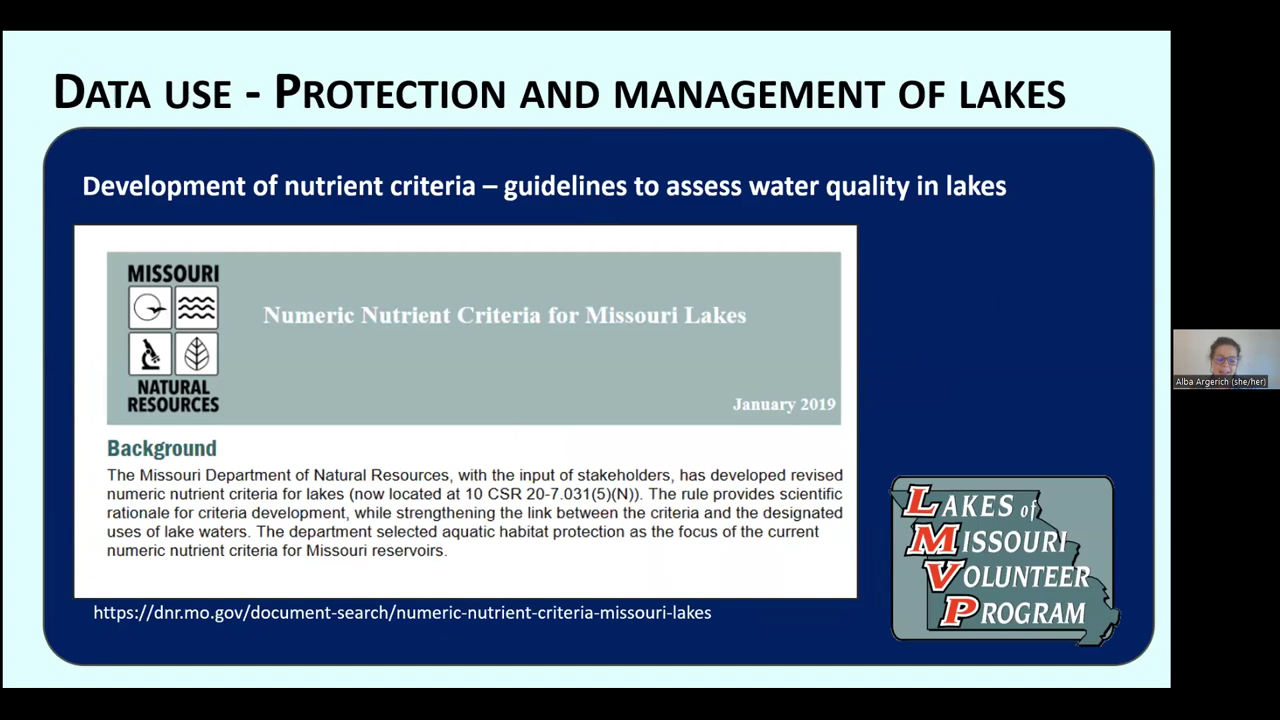 DATA USE - PROTECTION AND MANAGEMENT OF LAKES
Development of nutrient criteria – guidelines to assess water quality in lakes
MISSOURI
NATURAL
RESOURCES
Numeric Nutrient Criteria for Missouri Lakes
January 2019
Background
The Missouri Department of Natural Resources, with the input of stakeholders, has developed revised
numeric nutrient criteria for lakes (now located at 10 CSR 20-7.031(5)(N)). The rule provides scientific
rationale for criteria development, while strengthening the link between the criteria and the designated
uses of lake waters. The department selected aquatic habitat protection as the focus of the current
numeric nutrient criteria for Missouri reservoirs.
https://dnr.mo.gov/document-search/numeric-nutrient-criteria-missouri-lakes
LAKES of
MISSOURI
VOLUNTEER
PROGRAM
Alba Argerich (she/her)